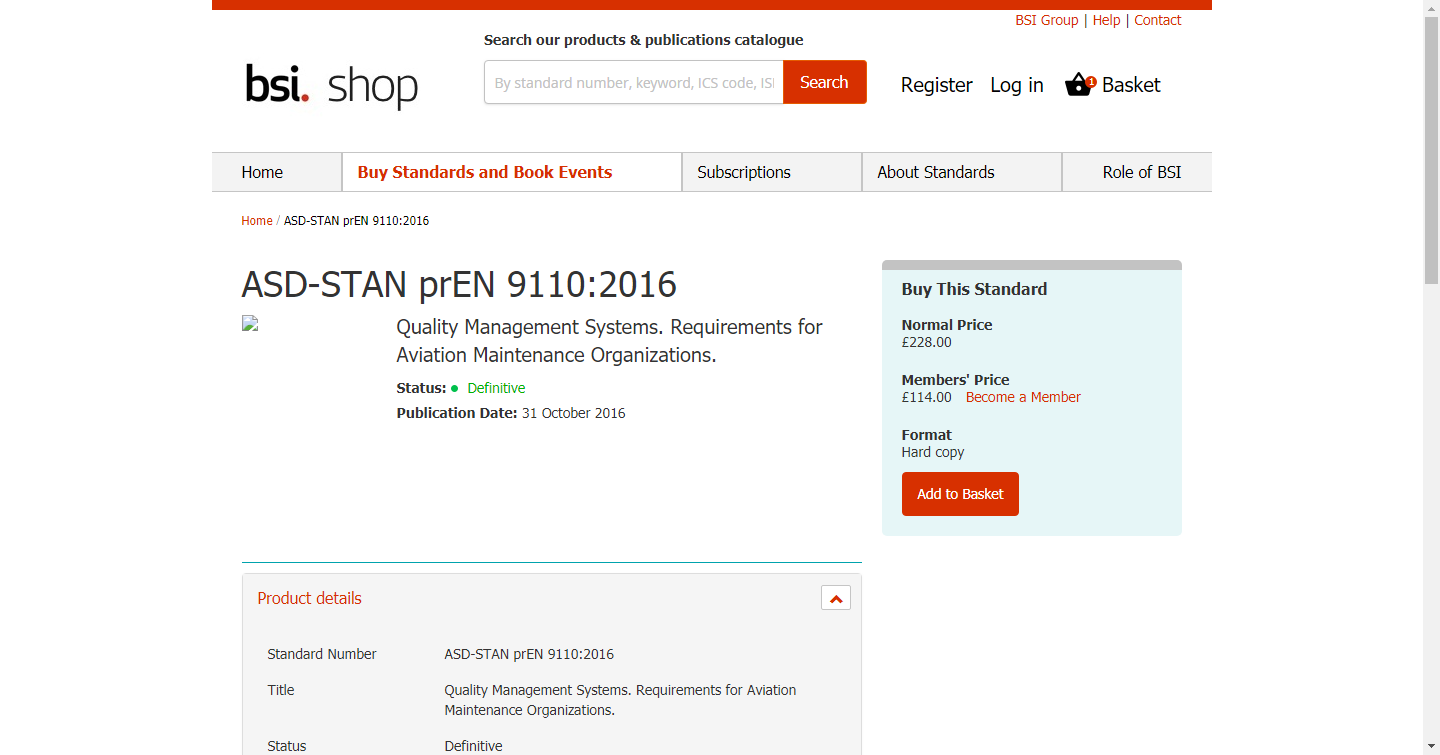 BSI Group | Help | Contact
Search our products & publications catalogue
bsi. shop
By standard number, keyword, ICS code, ISI
Search
Register Log in 1 Basket
Home Buy Standards and Book Events Subscriptions About Standards Role of BSI
Home / ASD-STAN prEN 9110:2016
ASD-STAN prEN 9110:2016
Quality Management Systems. Requirements for
Aviation Maintenance Organizations.
Status: Definitive
Publication Date: 31 October 2016
Buy This Standard
Normal Price
£228.00
Members' Price
£114.00 Become a Member
Format
Hard copy
Add to Basket
Product details
Standard Number ASD-STAN prEN 9110:2016
Title Quality Management Systems. Requirements for Aviation
Maintenance Organizations.
Status Definitive